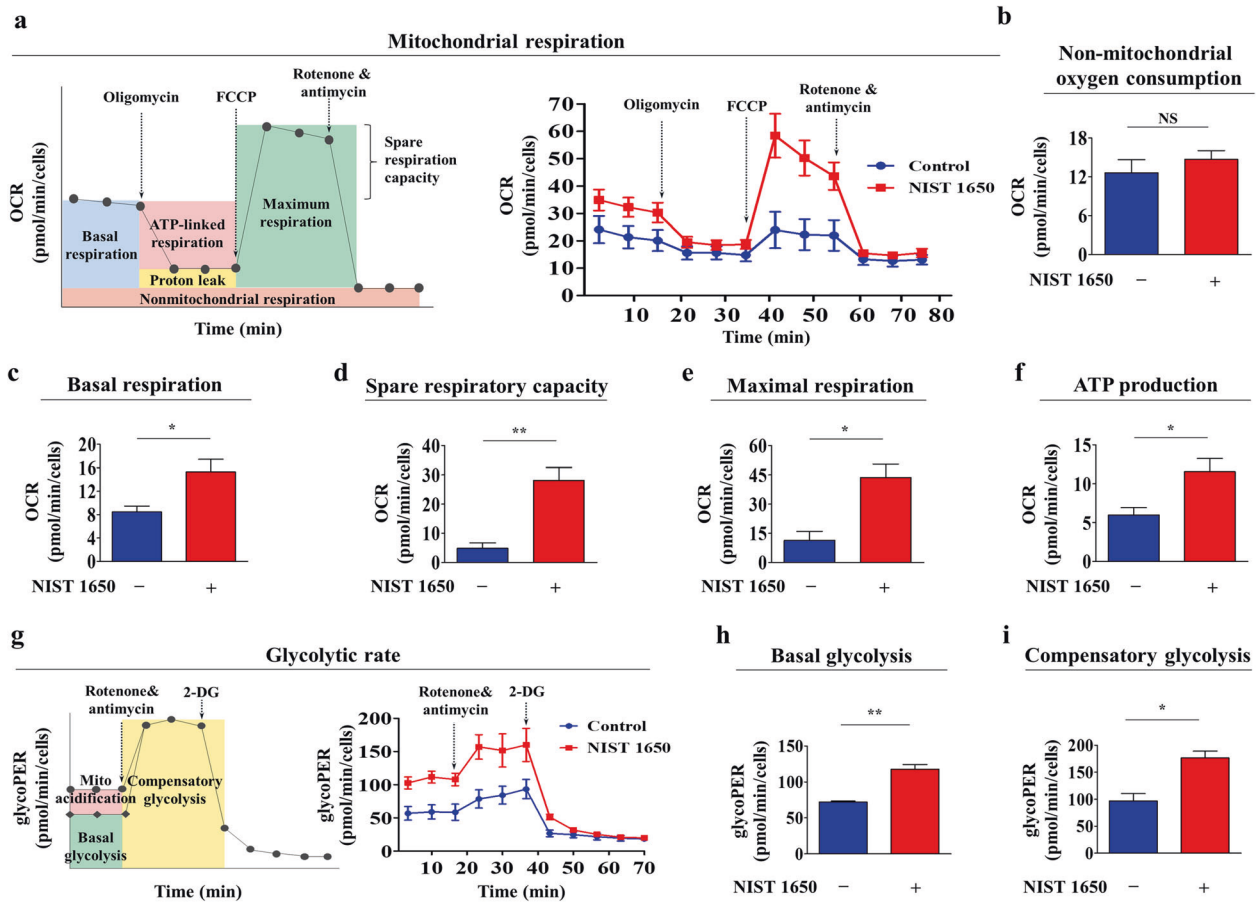 a
Mitochondrial respiration
Oligomycin
FCCP
Rotenone &
antimycin
Spare
respiration
capacity
Basal
respiration
ATP-linked
respiration
Maximum
respiration
Proton leak
Nonmitochondrial respiration
OCR
(pmol/min/cells)
Time (min)
Oligomycin
FCCP
Rotenone &
antimycin
Control
NIST 1650
OCR
(pmol/min/cells)
70
60
50
40
30
20
10
0
10 20 30 40 50 60 70 80
Time (min)
b
Non-mitochondrial
oxygen consumption
NS
OCR
(pmol/min/cells)
18
12
6
0
NIST 1650 − +
c
Basal respiration
*
OCR
(pmol/min/cells)
20
16
12
8
4
0
NIST 1650 − +
d
Spare respiratory capacity
**
OCR
(pmol/min/cells)
40
30
20
10
0
NIST 1650 − +
e
Maximal respiration
*
OCR
(pmol/min/cells)
60
45
30
15
0
NIST 1650 − +
f
ATP production
*
OCR
(pmol/min/cells)
15
10
5
0
NIST 1650 − +
g
Glycolytic rate
Rotenone&
antimycin
2-DG
Mito
acidification
Compensatory
glycolysis
Basal
glycolysis
glycoPER
(pmol/min/cells)
Time (min)
Rotenone&
antimycin
2-DG
Control
NIST 1650
glycoPER
(pmol/min/cells)
200
150
100
50
0
10 20 30 40 50 60 70
Time (min)
h
Basal glycolysis
**
glycoPER
(pmol/min/cells)
150
100
50
0
NIST 1650 − +
i
Compensatory glycolysis
*
glycoPER
(pmol/min/cells)
200
150
100
50
0
NIST 1650 − +